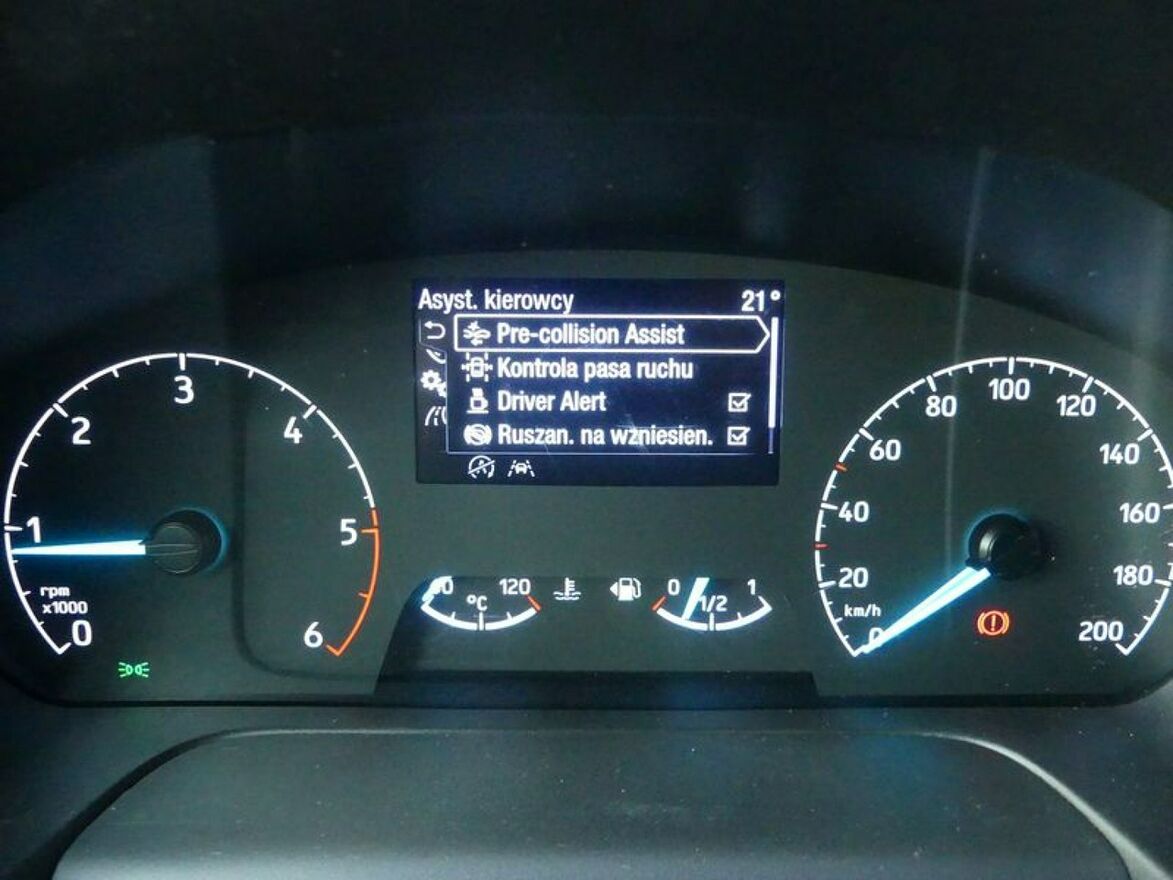 Asyst. kierowcy 21°
Pre-collision Assist
Kontrola pasa ruchu
Driver Alert
Ruszan. na wzniesien.
0
1
2
3
4
5
6
rpm
x1000
120
°C
0
1/2
1
0
20
40
60
80
100
120
140
160
180
200
km/h